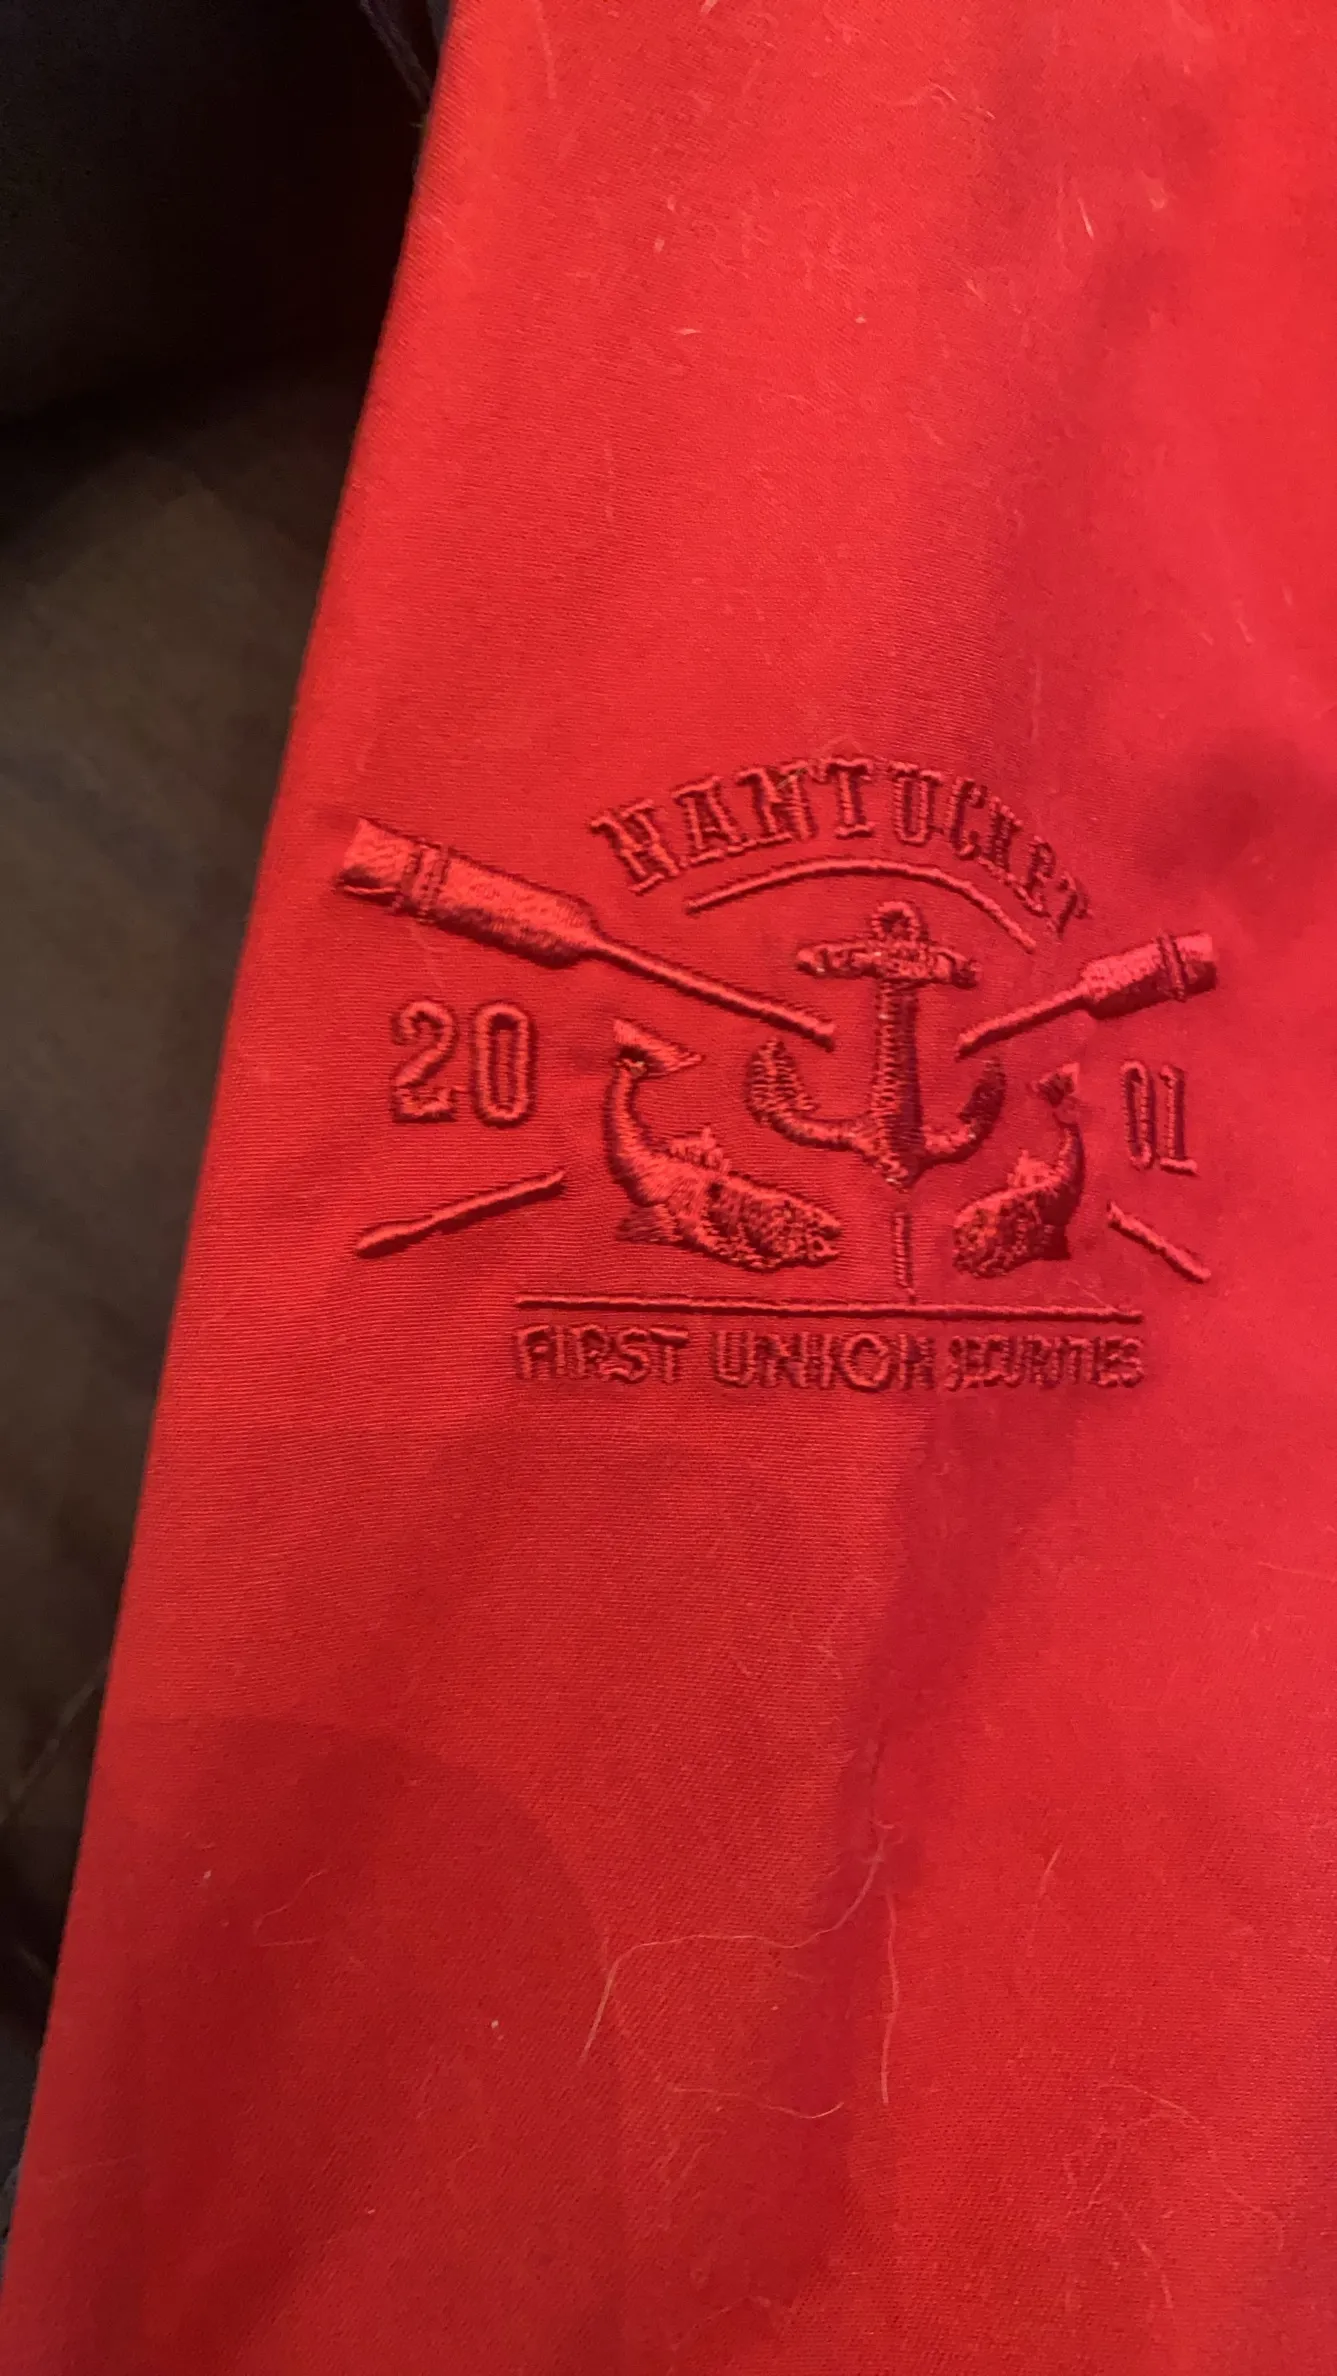 NANTUCKET
20 01
FIRST UNION SECURITIES